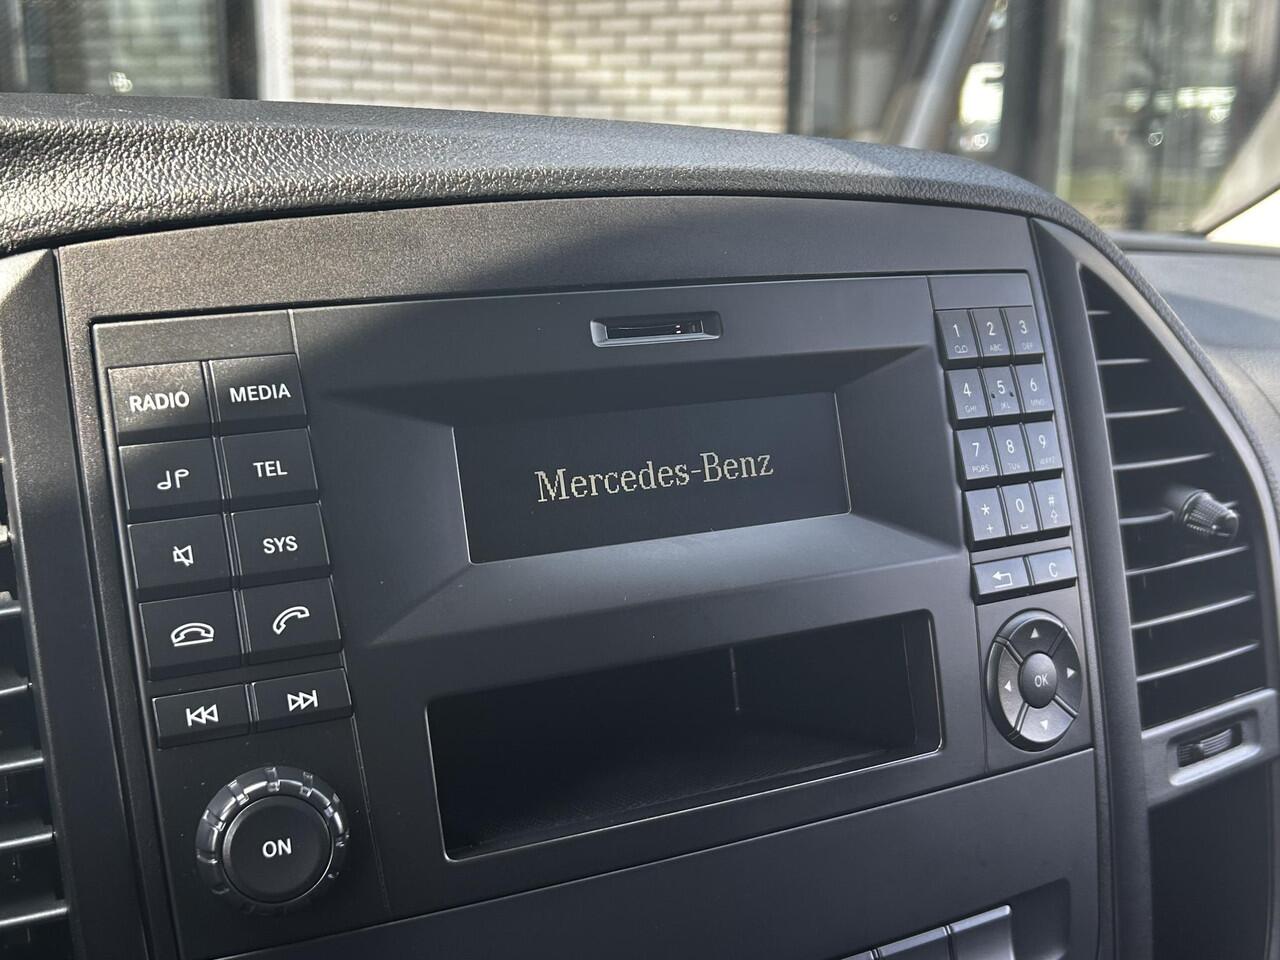 Mercedes-Benz
RADIO MEDIA
TEL
SYS
ON
1 2 ABC 3 DEF
4 GHI 5 JKL 6 MNO
7 PQRS 8 TUV 9 WXYZ
* + 0 #
C
OK